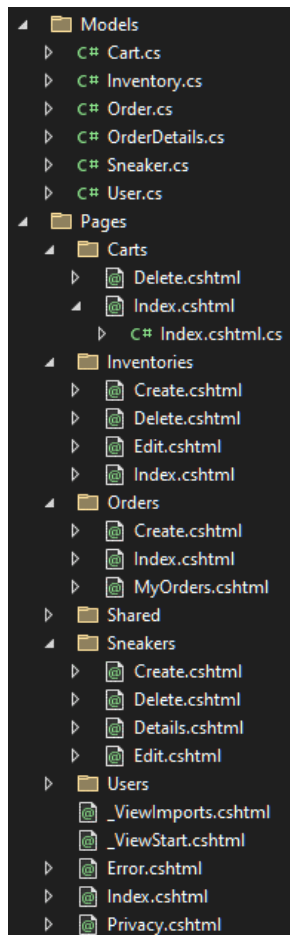 Models
C# Cart.cs
C# Inventory.cs
C# Order.cs
C# OrderDetails.cs
C# Sneaker.cs
C# User.cs
Pages
Carts
@ Delete.cshtml
@ Index.cshtml
C# Index.cshtml.cs
Inventories
@ Create.cshtml
@ Delete.cshtml
@ Edit.cshtml
@ Index.cshtml
Orders
@ Create.cshtml
@ Index.cshtml
@ MyOrders.cshtml
Shared
Sneakers
@ Create.cshtml
@ Delete.cshtml
@ Details.cshtml
@ Edit.cshtml
Users
@ _ViewImports.cshtml
@ _ViewStart.cshtml
@ Error.cshtml
@ Index.cshtml
@ Privacy.cshtml